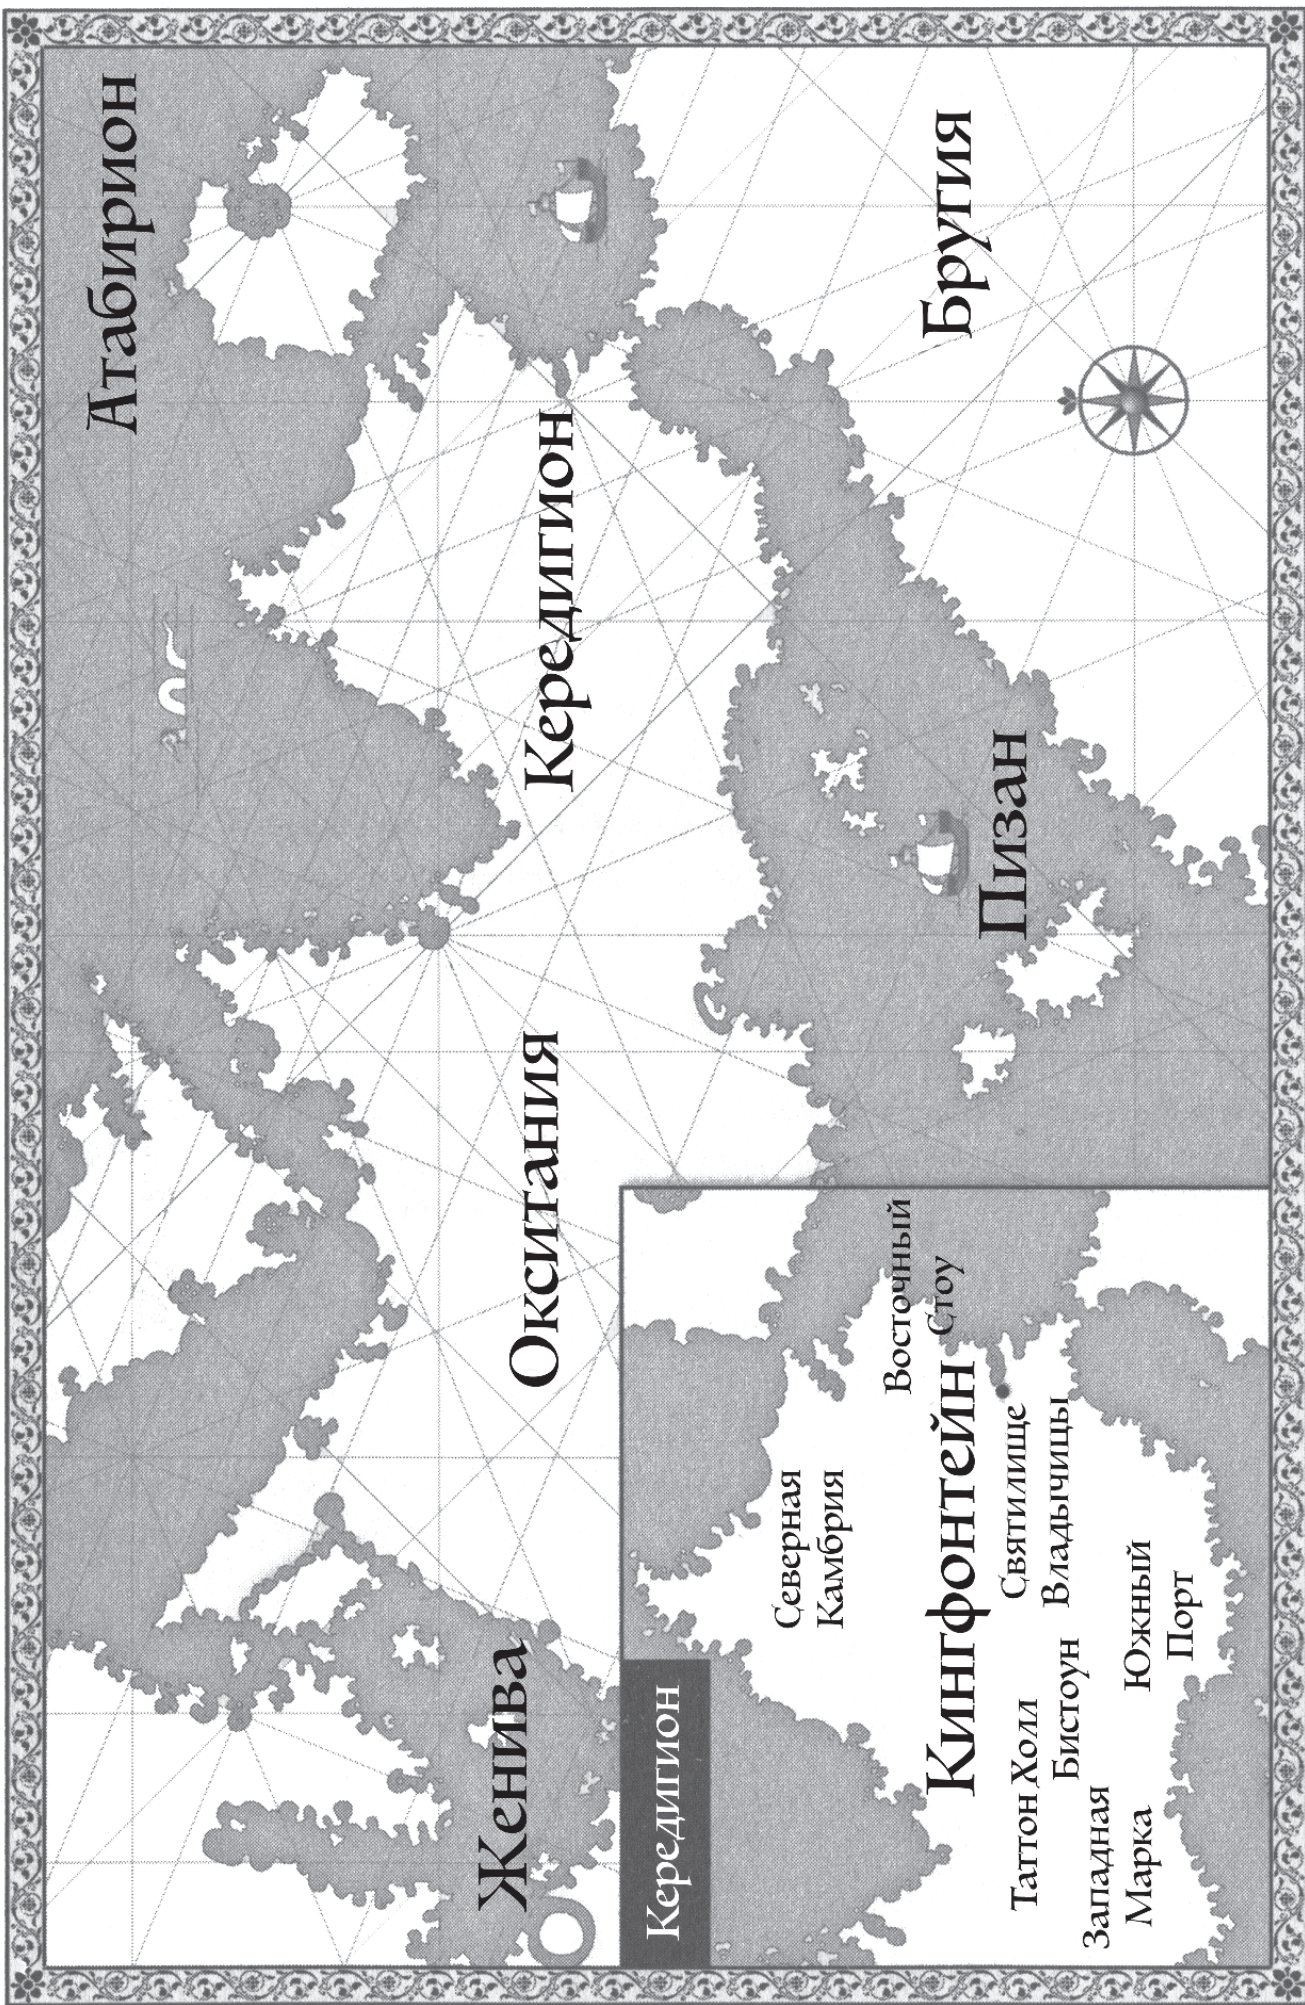 Атабирион
Бругия
Кередигион
Пизан
Окситания
Женива
Кередигион
Северная
Камбрия
Восточный
Стоу
Кингфонтейн
Святилище
Владычицы
Таттон Холл
Бистоун
Южный
Порт
Западная
Марка